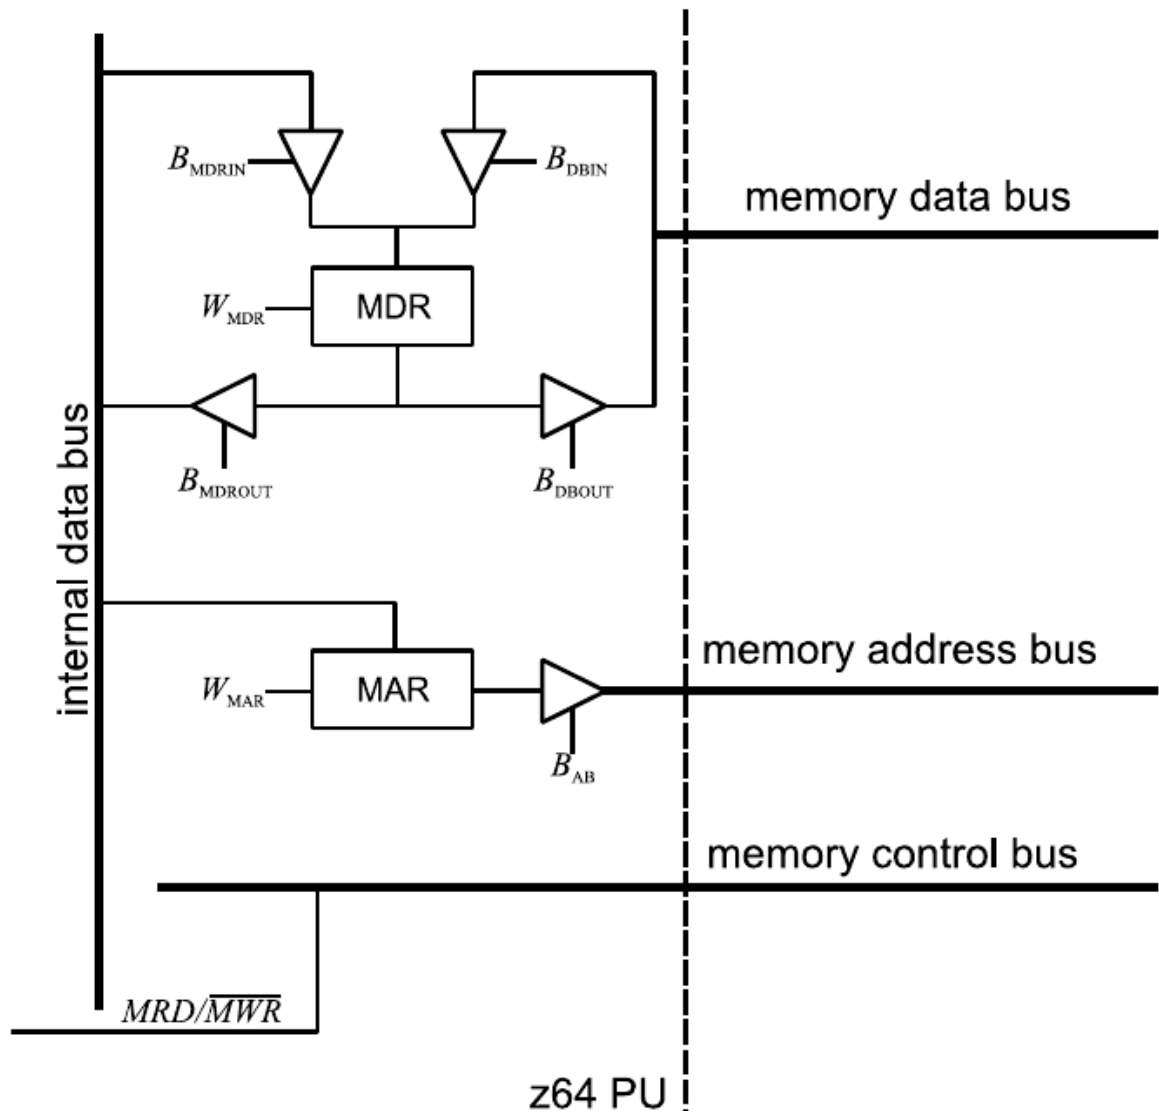 B_MDRIN
B_DBIN
memory data bus
W_MDR
MDR
B_MDROUT
B_DBOUT
internal data bus
memory address bus
W_MAR
MAR
B_AB
memory control bus
MRD/M̅W̅R̅
z64 PU